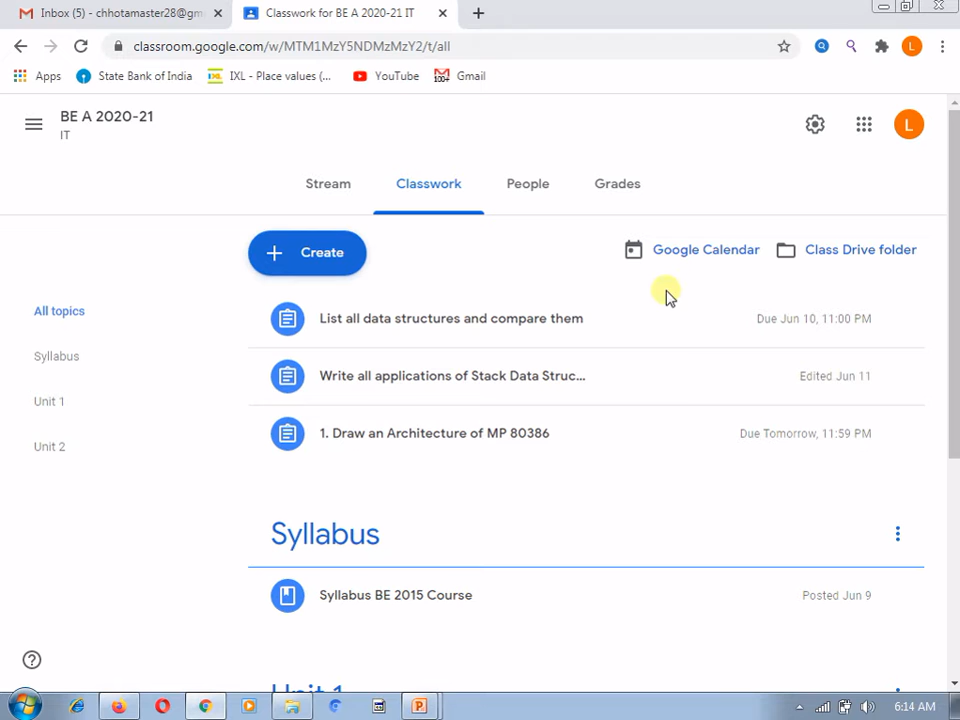 Inbox (5) - chhotamaster28@gm
Classwork for BE A 2020-21 IT
classroom.google.com/w/MTM1MzY5NDMzMzY2/t/all
L
Apps
State Bank of India
IXL - Place values (...
YouTube
100+
Gmail
BE A 2020-21
IT
L
Stream
Classwork
People
Grades
Create
Google Calendar
Class Drive folder
All topics
Syllabus
Unit 1
Unit 2
List all data structures and compare them
Due Jun 10, 11:00 PM
Write all applications of Stack Data Struc...
Edited Jun 11
1. Draw an Architecture of MP 80386
Due Tomorrow, 11:59 PM
Syllabus
Syllabus BE 2015 Course
Posted Jun 9
Unit 1
6:14 AM